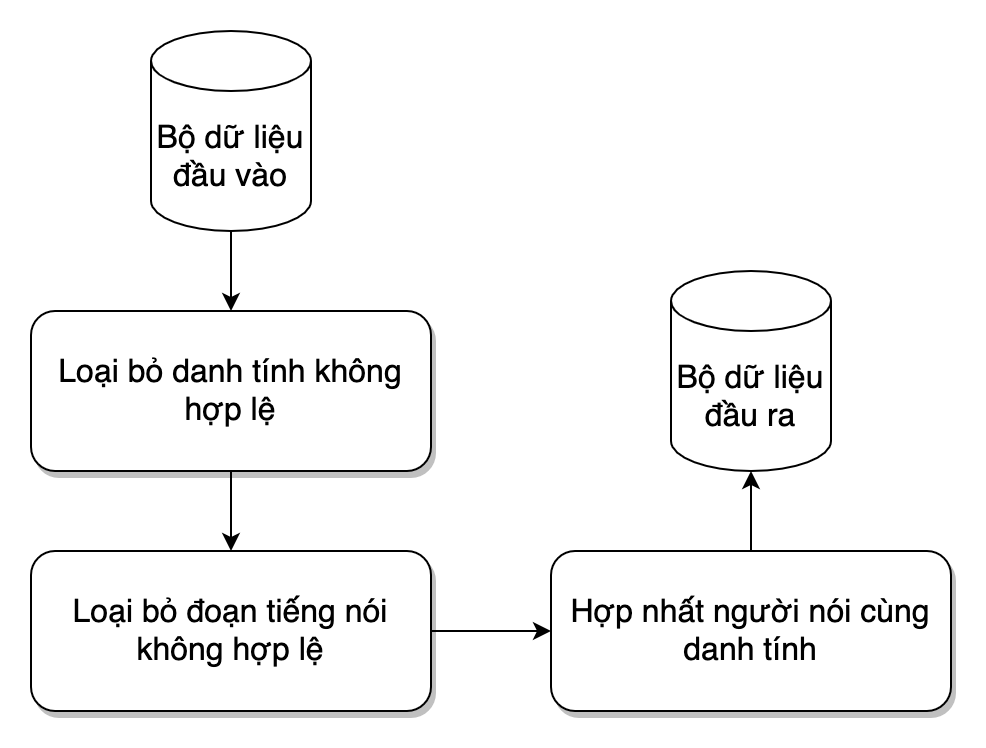 Bộ dữ liệu
đầu vào
Loại bỏ danh tính không
hợp lệ
Loại bỏ đoạn tiếng nói
không hợp lệ
Hợp nhất người nói cùng
danh tính
Bộ dữ liệu
đầu ra